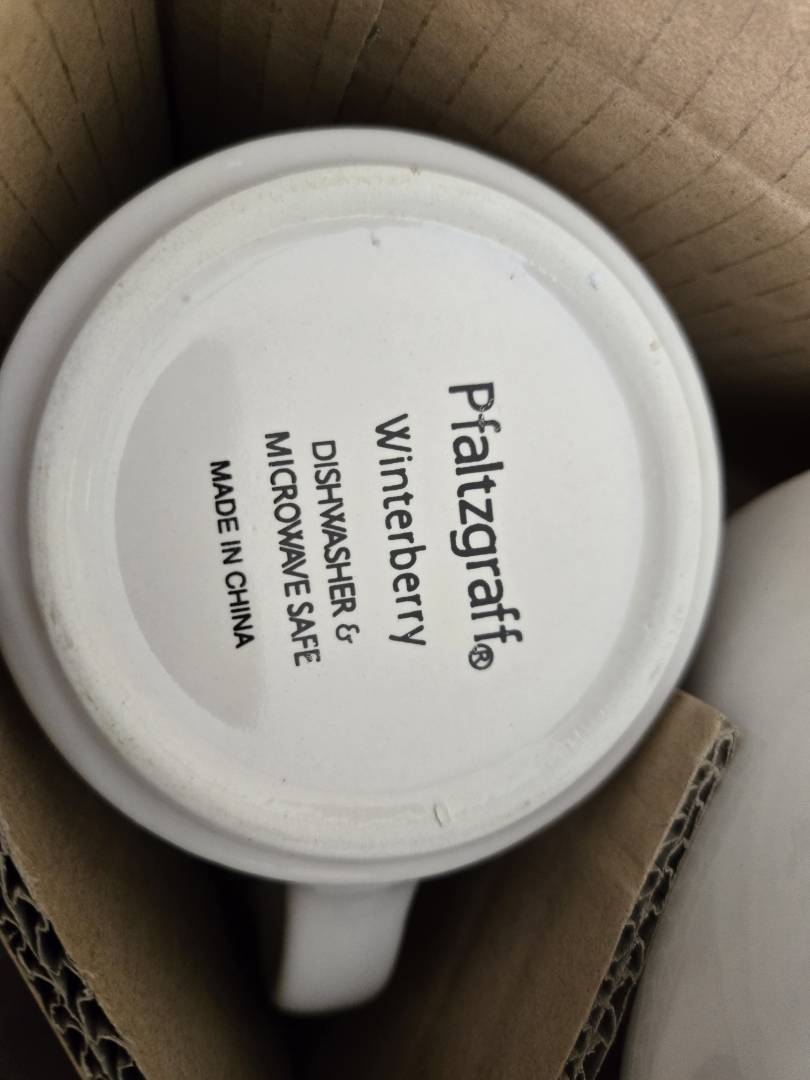 Pfaltzgraff®
Winterberry
DISHWASHER &
MICROWAVE SAFE
MADE IN CHINA